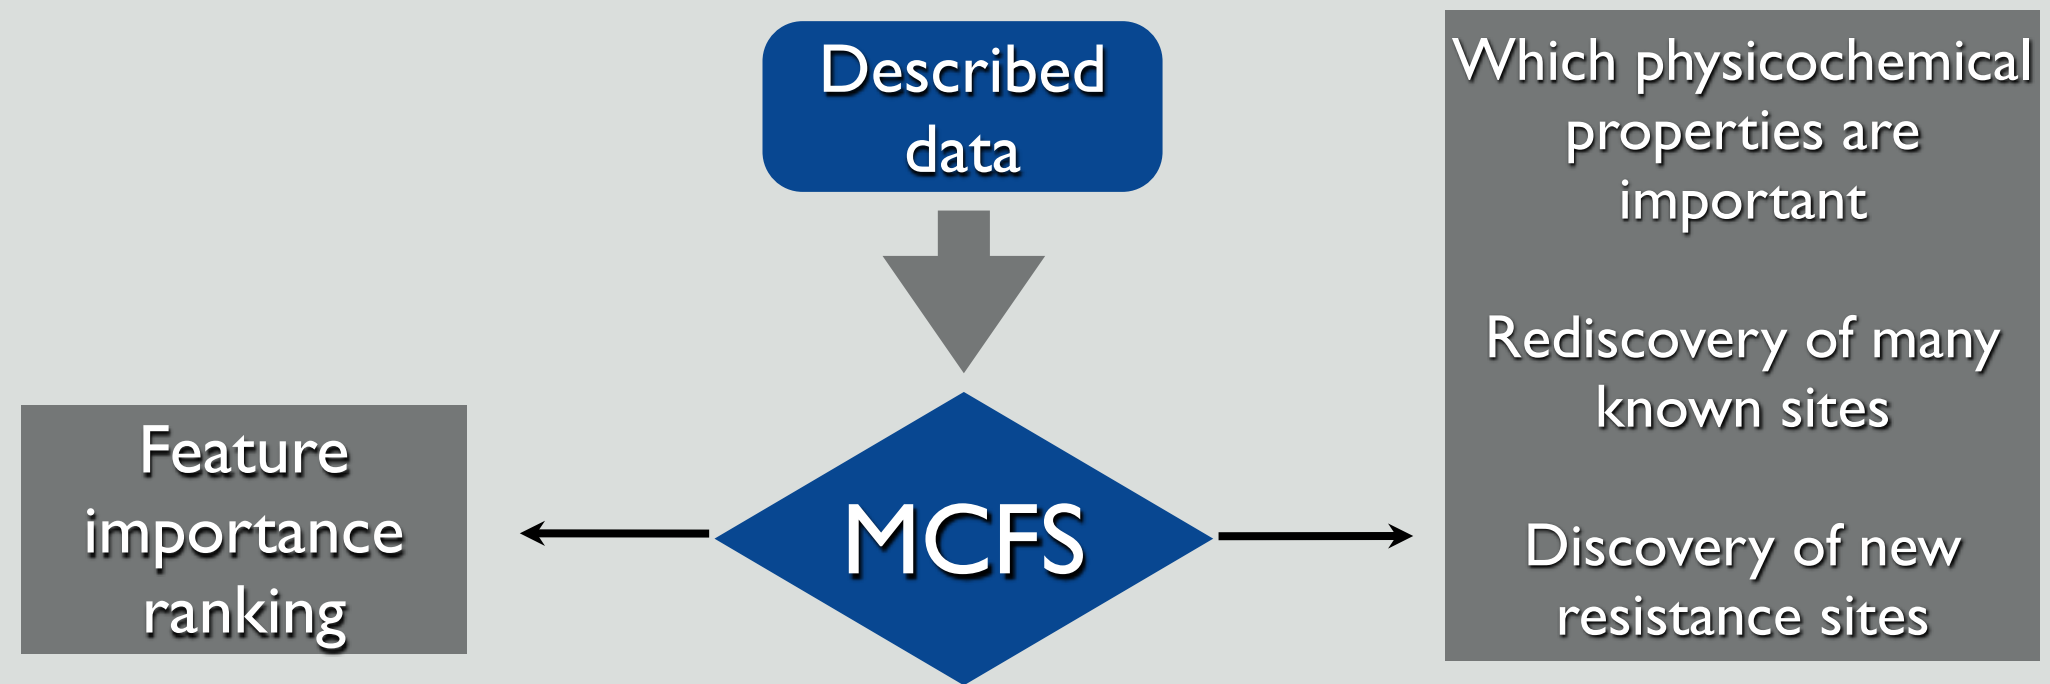 Described
data
MCFS
Feature
importance
ranking
Which physicochemical
properties are
important
Rediscovery of many
known sites
Discovery of new
resistance sites